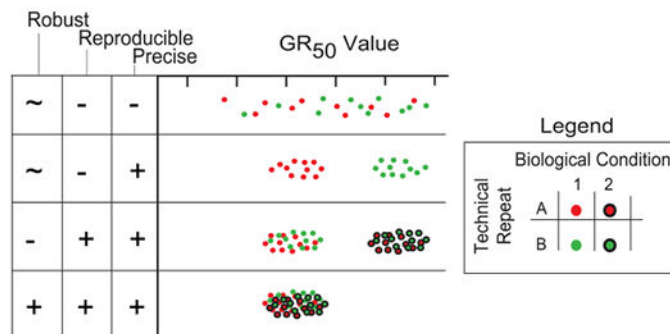 Robust
Reproducible
Precise
GR50 Value
~ - -
~ - +
- + +
+ + +
Legend
Biological Condition
1 2
Technical
Repeat
A
B